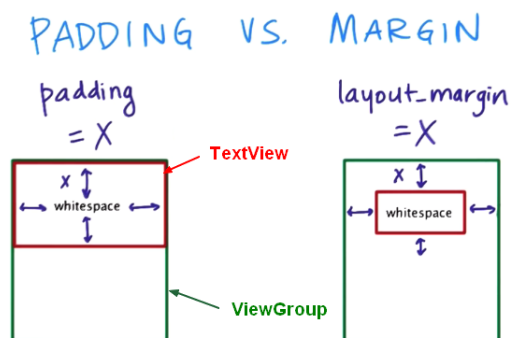 PADDING VS. MARGIN
padding
= X
TextView
x
whitespace
ViewGroup
layout_margin
= X
x
whitespace